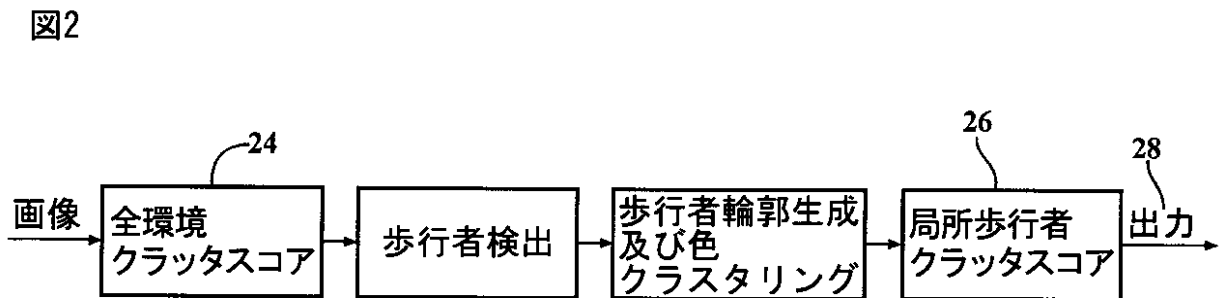 図2
24
26
28
画像
全環境
クラッタスコア
歩行者検出
歩行者輪郭生成
及び色
クラスタリング
局所歩行者
クラッタスコア
出力